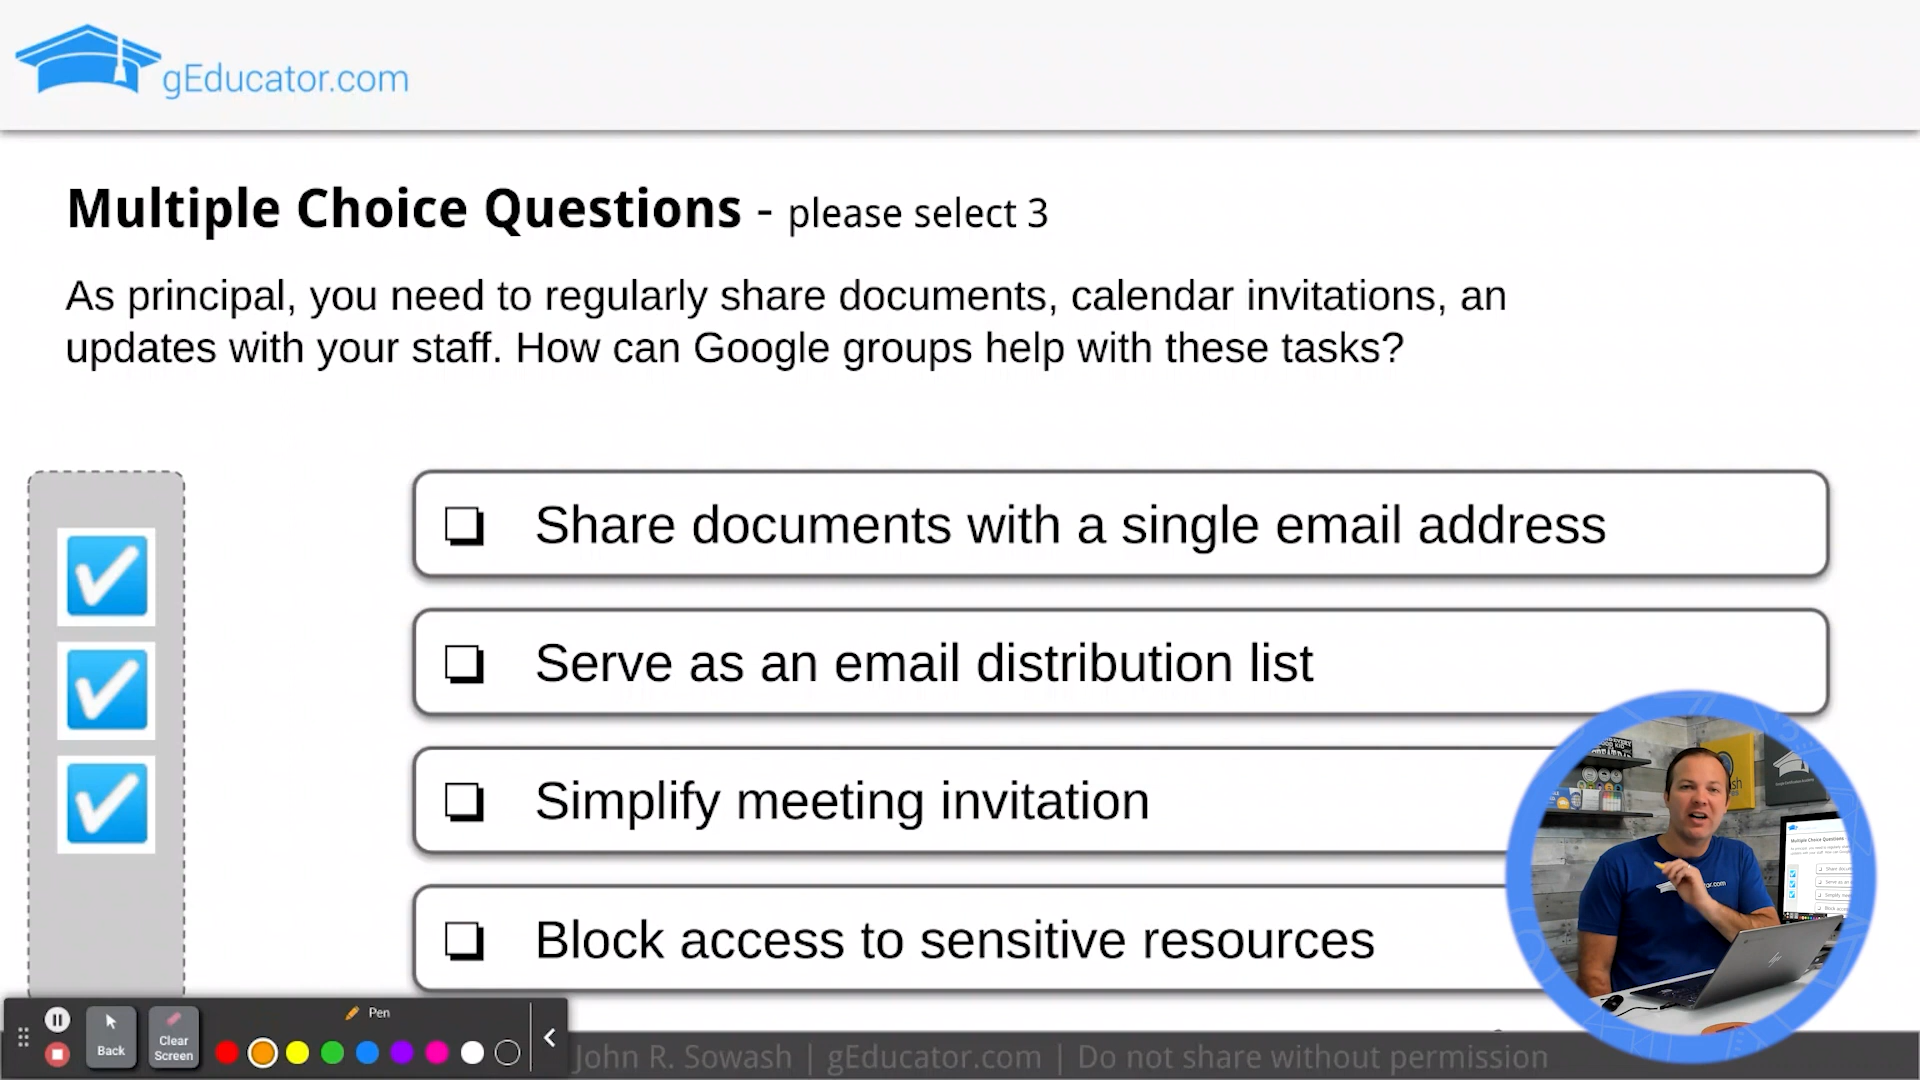 gEducator.com
Multiple Choice Questions - please select 3
As principal, you need to regularly share documents, calendar invitations, an
updates with your staff. How can Google groups help with these tasks?
Share documents with a single email address
Serve as an email distribution list
Simplify meeting invitation
Block access to sensitive resources
Pen
Back
Clear
Screen
John R. Sowash | gEducator.com | Do not share without permission